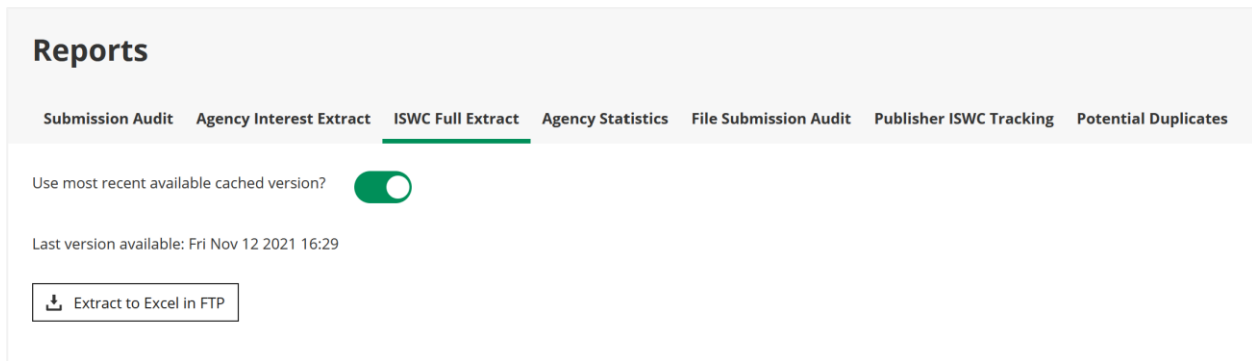 Reports
Submission Audit Agency Interest Extract ISWC Full Extract Agency Statistics File Submission Audit Publisher ISWC Tracking Potential Duplicates
Use most recent available cached version?
Last version available: Fri Nov 12 2021 16:29
Extract to Excel in FTP